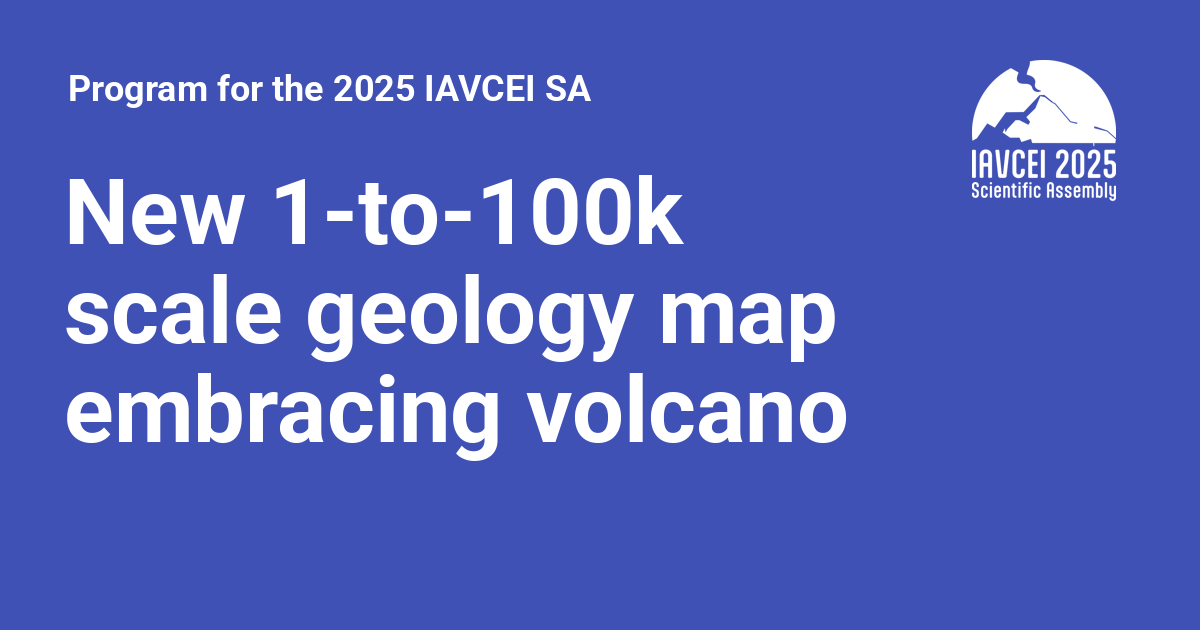 Program for the 2025 IAVCEI SA
IAVCEI 2025
Scientific Assembly
New 1-to-100k
scale geology map
embracing volcano